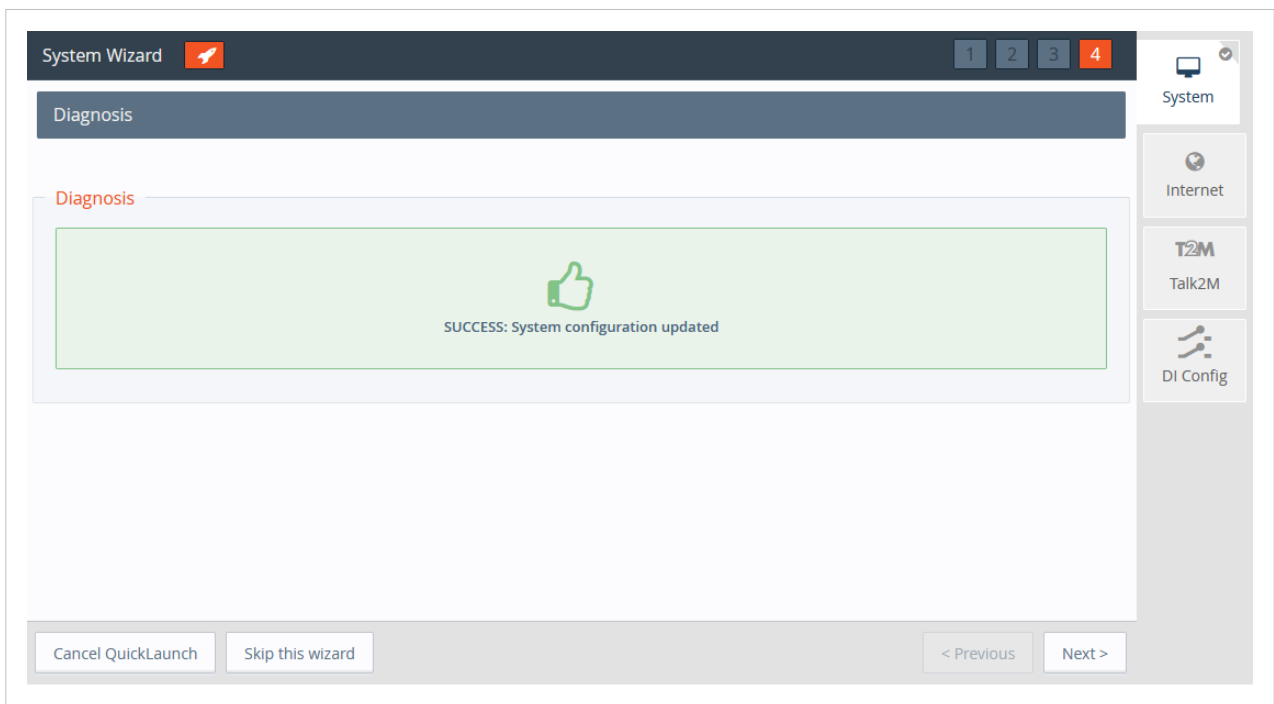 System Wizard
1 2 3 4
Diagnosis
Diagnosis
SUCCESS: System configuration updated
Cancel QuickLaunch
Skip this wizard
< Previous
Next >
System
Internet
T2M
Talk2M
DI Config